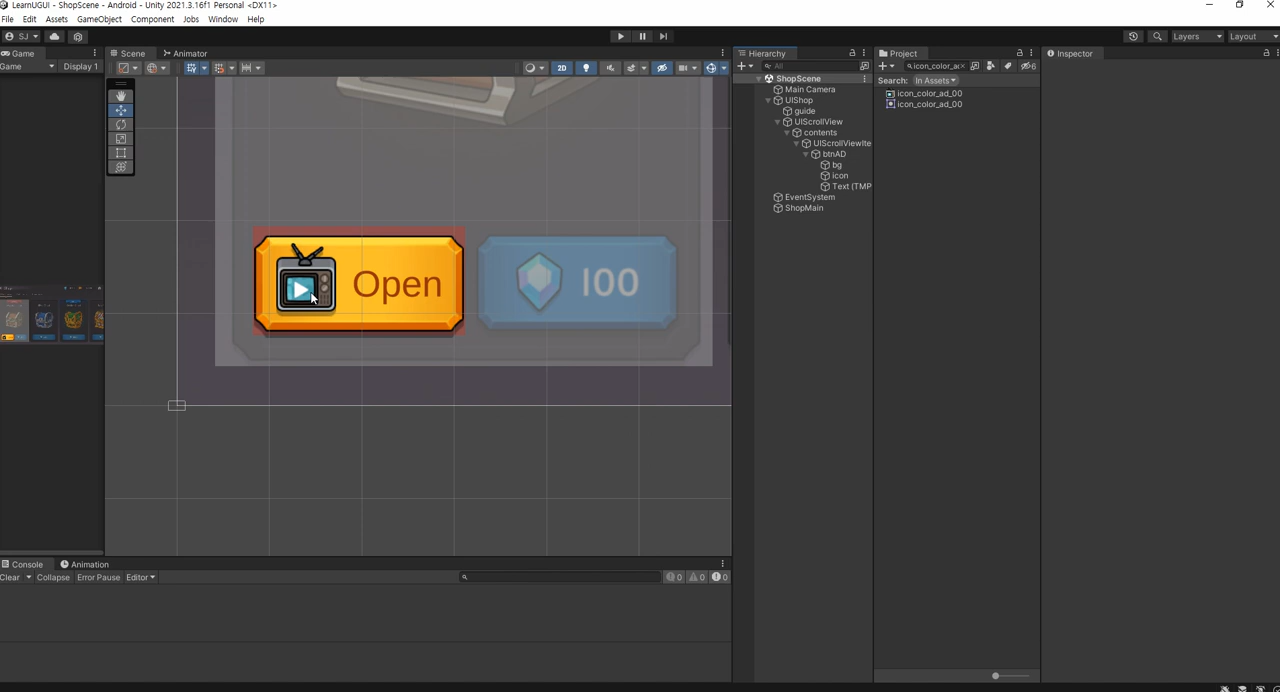 LearnUGUI - ShopScene - Android - Unity 2021.3.16f1 Personal <DX11>
File Edit Assets GameObject Component Jobs Window Help
SJ Layers Layout
Game Scene Animator Hierarchy Project Inspector
Game Display 1 2D All icon_color_ad 6
Search: In Assets
ShopScene
Main Camera
UIShop
guide
UIScrollView
contents
UIScrollViewIte
btnAD
bg
icon
Text (TMP
EventSystem
ShopMain
icon_color_ad_00
icon_color_ad_00
Open
100
Console Animation
Clear Collapse Error Pause Editor 0 0 0